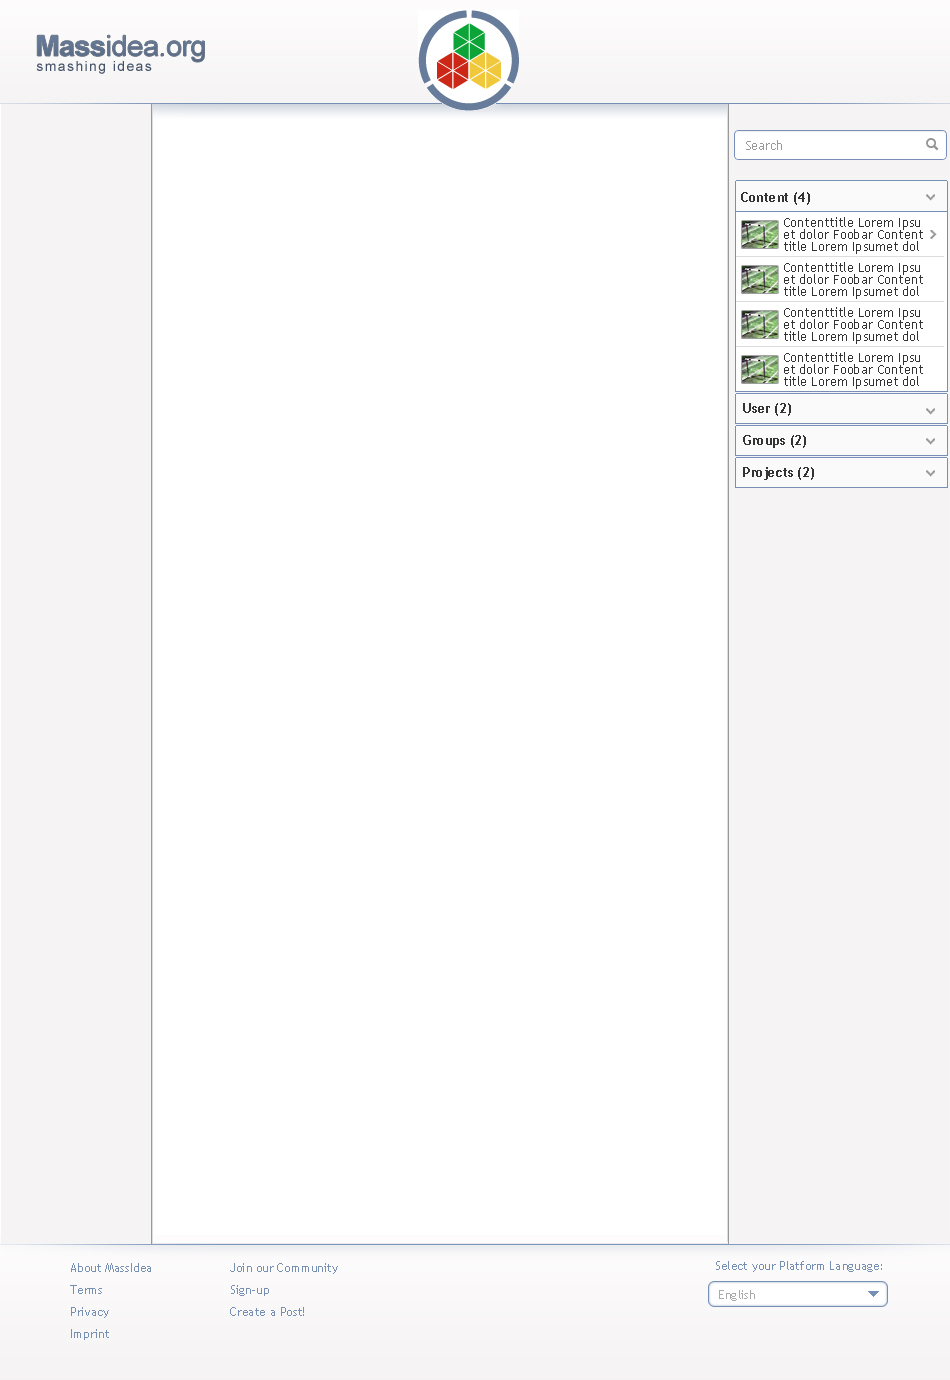 Massidea.org
smashing ideas
Search
Content (4)
Contenttitle Lorem Ipsu
et dolor Foobar Content
title Lorem Ipsumet dol
Contenttitle Lorem Ipsu
et dolor Foobar Content
title Lorem Ipsumet dol
Contenttitle Lorem Ipsu
et dolor Foobar Content
title Lorem Ipsumet dol
Contenttitle Lorem Ipsu
et dolor Foobar Content
title Lorem Ipsumet dol
User (2)
Groups (2)
Projects (2)
About MassIdea
Terms
Privacy
Imprint
Join our Community
Sign-up
Create a Post!
Select your Platform Language:
English